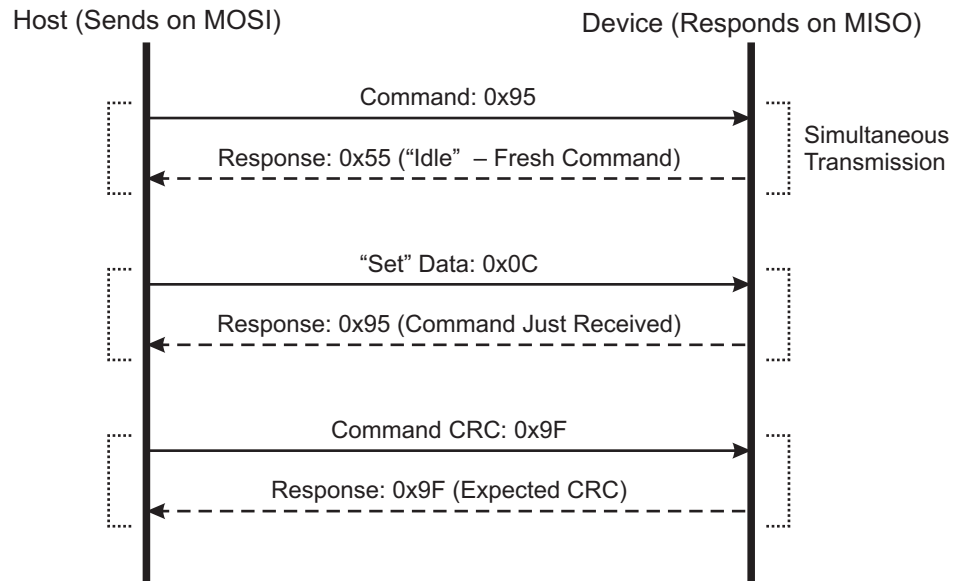 Host (Sends on MOSI)
Device (Responds on MISO)
Command: 0x95
Response: 0x55 (“Idle” – Fresh Command)
Simultaneous
Transmission
“Set” Data: 0x0C
Response: 0x95 (Command Just Received)
Command CRC: 0x9F
Response: 0x9F (Expected CRC)